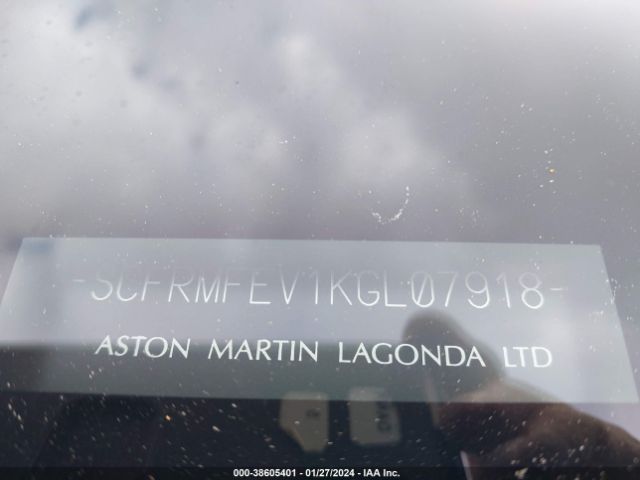 -SCFRMFEV1KGL07918-
ASTON MARTIN LAGONDA LTD
000-38605401 - 01/27/2024 - IAA Inc.